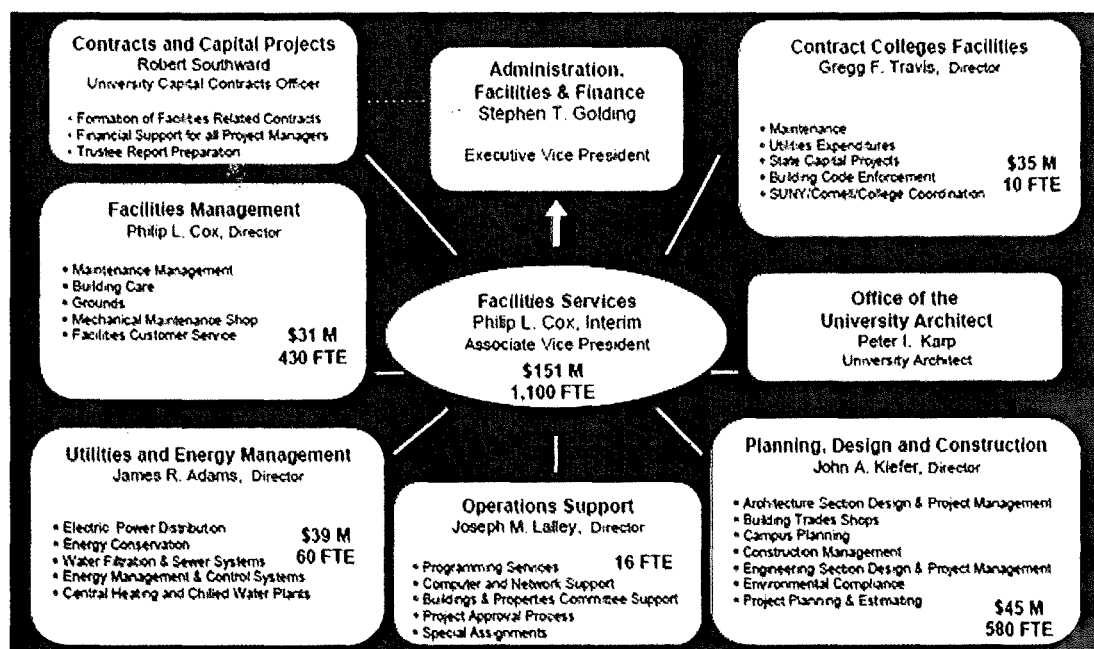 Contracts and Capital Projects
Robert Southward
University Capital Contracts Officer
• Formation of Facilities Related Contracts
• Financial Support for all Project Managers
• Trustee Report Preparation
Administration,
Facilities & Finance
Stephen T. Golding
Executive Vice President
Contract Colleges Facilities
Gregg F. Travis, Director
• Maintenance
• Utilities Expenditures
• State Capital Projects
• Building Code Enforcement
• SUNY/Cornell/College Coordination
$35 M
10 FTE
Facilities Management
Philip L. Cox, Director
• Maintenance Management
• Building Care
• Grounds
• Mechanical Maintenance Shop
• Facilities Customer Service
$31 M
430 FTE
Facilities Services
Philip L. Cox, Interim
Associate Vice President
$151 M
1,100 FTE
Office of the
University Architect
Peter I. Karp
University Architect
Utilities and Energy Management
James R. Adams, Director
• Electric Power Distribution
• Energy Conservation
• Water Filtration & Sewer Systems
• Energy Management & Control Systems
• Central Heating and Chilled Water Plants
$39 M
60 FTE
Operations Support
Joseph M. Lalley, Director
• Programming Services
• Computer and Network Support
• Buildings & Properties Committee Support
• Project Approval Process
• Special Assignments
16 FTE
Planning, Design and Construction
John A. Kiefer, Director
• Architecture Section Design & Project Management
• Building Trades Shops
• Campus Planning
• Construction Management
• Engineering Section Design & Project Management
• Environmental Compliance
• Project Planning & Estimating
$45 M
580 FTE